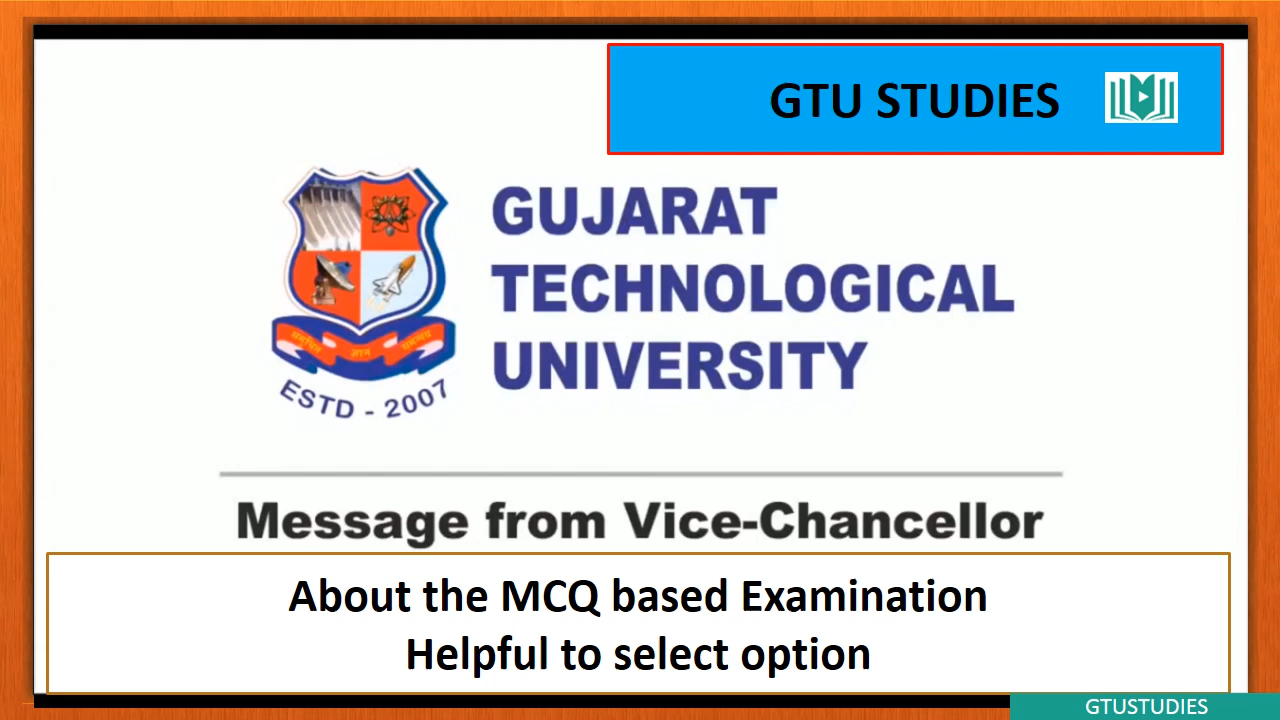 GTU STUDIES
GUJARAT
TECHNOLOGICAL
UNIVERSITY
ज्ञान
ESTD - 2007
Message from Vice-Chancellor
About the MCQ based Examination
Helpful to select option
GTUSTUDIES